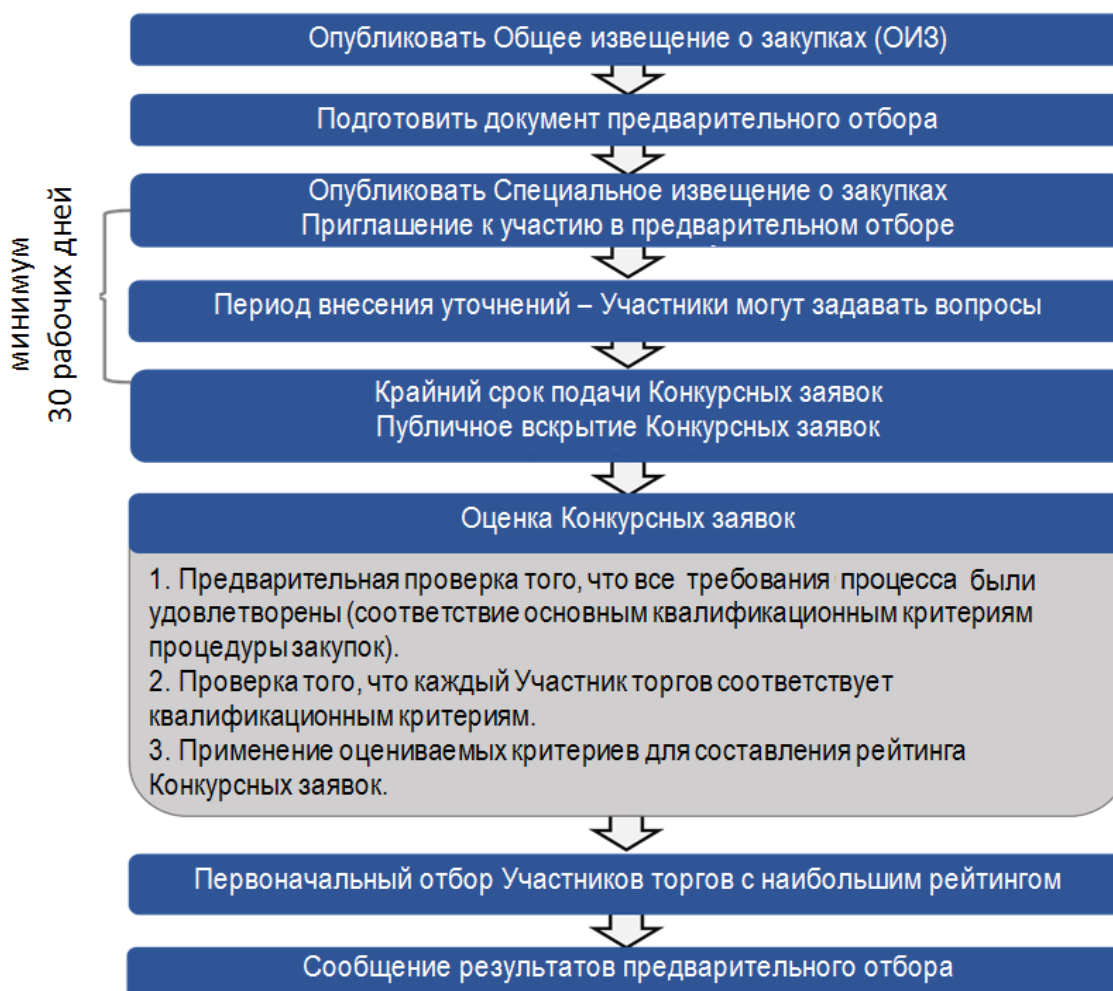 Опубликовать Общее извещение о закупках (ОИЗ)
Подготовить документ предварительного отбора
Опубликовать Специальное извещение о закупках
Приглашение к участию в предварительном отборе
минимум
30 рабочих дней
Период внесения уточнений – Участники могут задавать вопросы
Крайний срок подачи Конкурсных заявок
Публичное вскрытие Конкурсных заявок
Оценка Конкурсных заявок
1. Предварительная проверка того, что все требования процесса были
удовлетворены (соответствие основным квалификационным критериям
процедуры закупок).
2. Проверка того, что каждый Участник торгов соответствует
квалификационным критериям.
3. Применение оцениваемых критериев для составления рейтинга
Конкурсных заявок.
Первоначальный отбор Участников торгов с наибольшим рейтингом
Сообщение результатов предварительного отбора